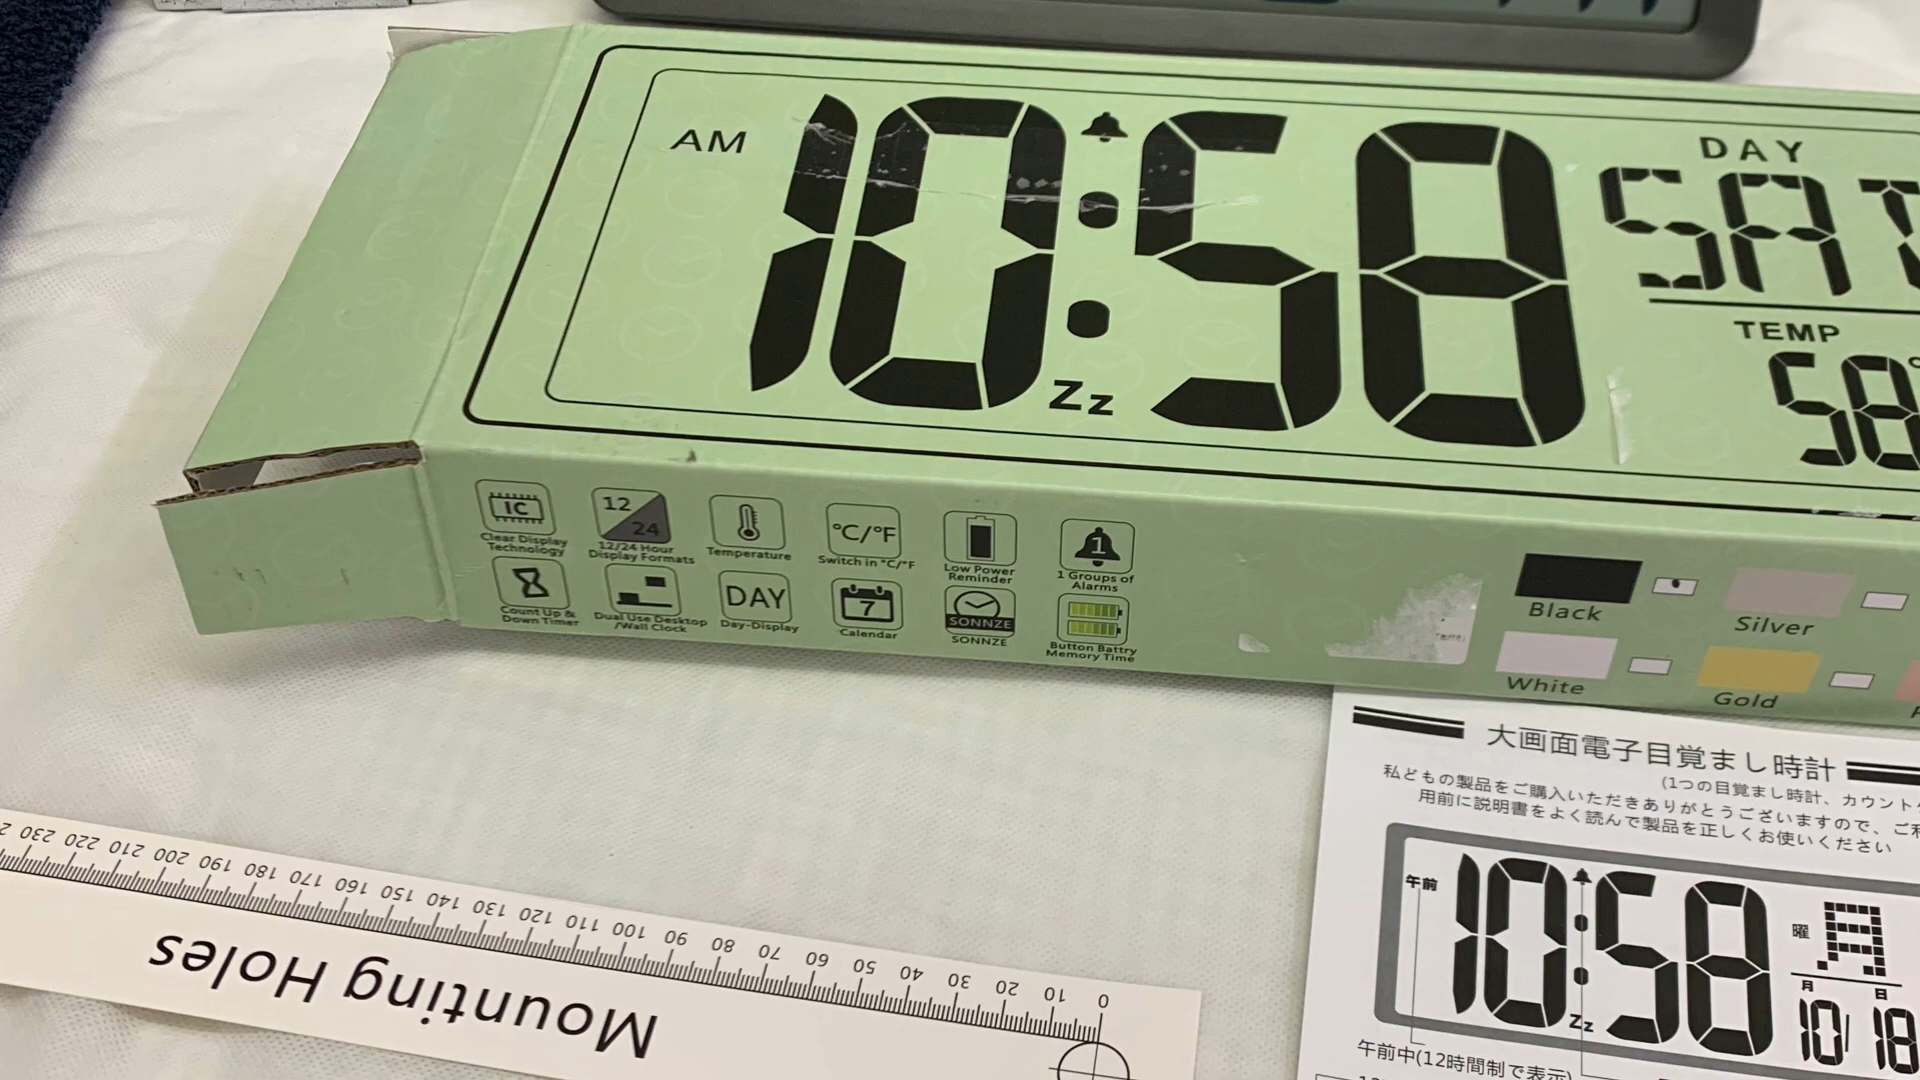 AM
10:58
Zz
DAY
SAT
TEMP
58°
IC
Clear Display
Technology
12
24
12/24 Hour
Display Formats
Temperature
°C/°F
Switch in °C/°F
Low Power
Reminder
1
1 Groups of
Alarms
Count Up &
Down Timer
Dual Use Desktop
/Wall Clock
DAY
Day-Display
7
Calendar
SONNZE
SONNZE
Button Battry
Memory Time
Black
Silver
White
Gold
大画面電子目覚まし時計
(1つの目覚まし時計、カウント
私どもの製品をご購入いただきありがとうございますので、ご
用前に説明書をよく読んで製品を正しくお使いください
午前
10:58
Zz
曜
月
月 日
10/ 18
午前中(12時間制で表示)
230 220 210 200 190 180 170 160 150 140 130 120 110 100 90 80 70 60 50 40 30 20 10 0
Mounting Holes